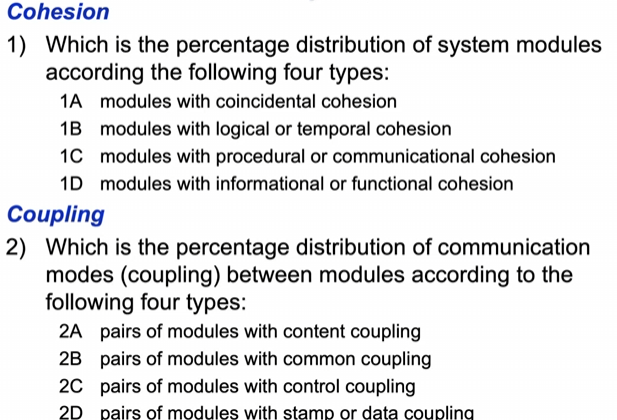 Cohesion
1) Which is the percentage distribution of system modules
according the following four types:
1A modules with coincidental cohesion
1B modules with logical or temporal cohesion
1C modules with procedural or communicational cohesion
1D modules with informational or functional cohesion
Coupling
2) Which is the percentage distribution of communication
modes (coupling) between modules according to the
following four types:
2A pairs of modules with content coupling
2B pairs of modules with common coupling
2C pairs of modules with control coupling
2D pairs of modules with stamp or data coupling